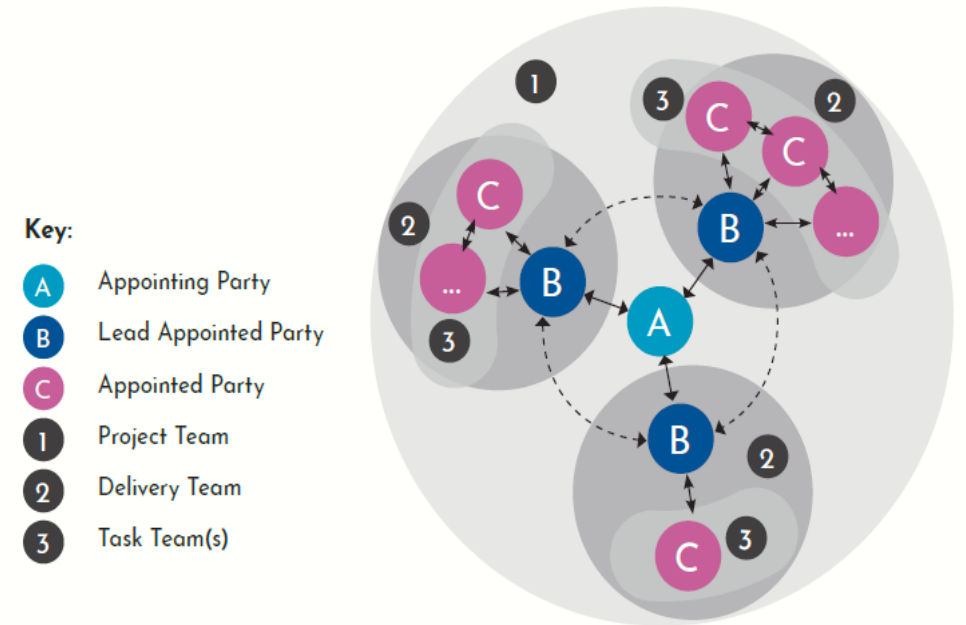 Key:
A Appointing Party
B Lead Appointed Party
C Appointed Party
1 Project Team
2 Delivery Team
3 Task Team(s)
1
3
C
2
C
B
...
2
C
...
B
3
A
B
2
C
3